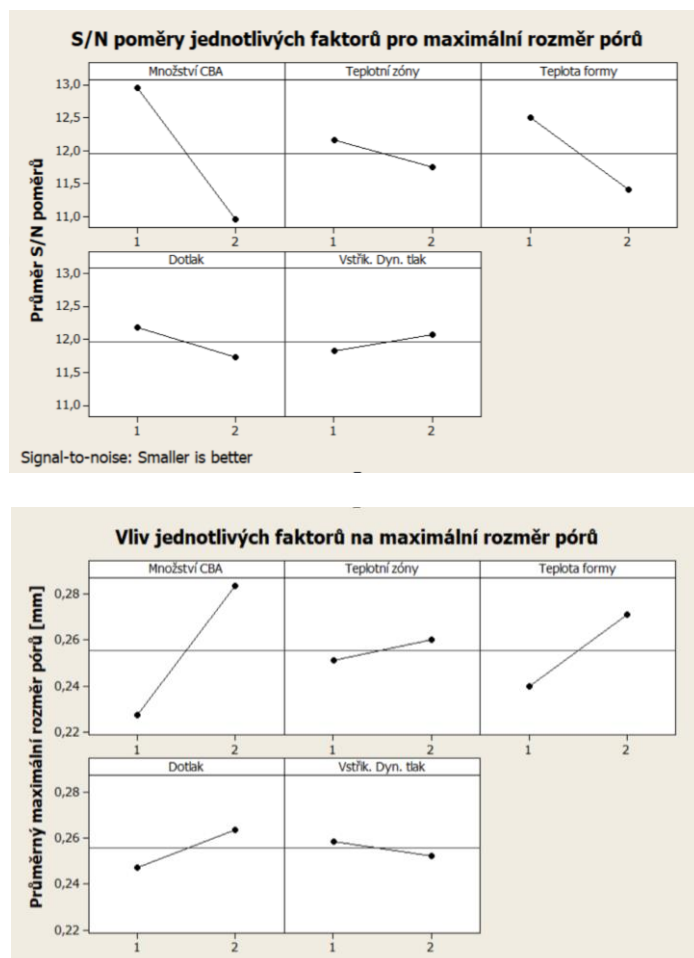 S/N poměry jednotlivých faktorů pro maximální rozměr pórů
Průměr S/N poměrů
Množství CBA
Teplotní zóny
Teplota formy
13,0
12,5
12,0
11,5
11,0
1
2
1
2
1
2
Dotlak
Vstřik. Dyn. tlak
13,0
12,5
12,0
11,5
11,0
1
2
1
2
Signal-to-noise: Smaller is better
Vliv jednotlivých faktorů na maximální rozměr pórů
Průměrný maximální rozměr pórů [mm]
Množství CBA
Teplotní zóny
Teplota formy
0,28
0,26
0,24
0,22
1
2
1
2
1
2
Dotlak
Vstřik. Dyn. tlak
0,28
0,26
0,24
0,22
1
2
1
2